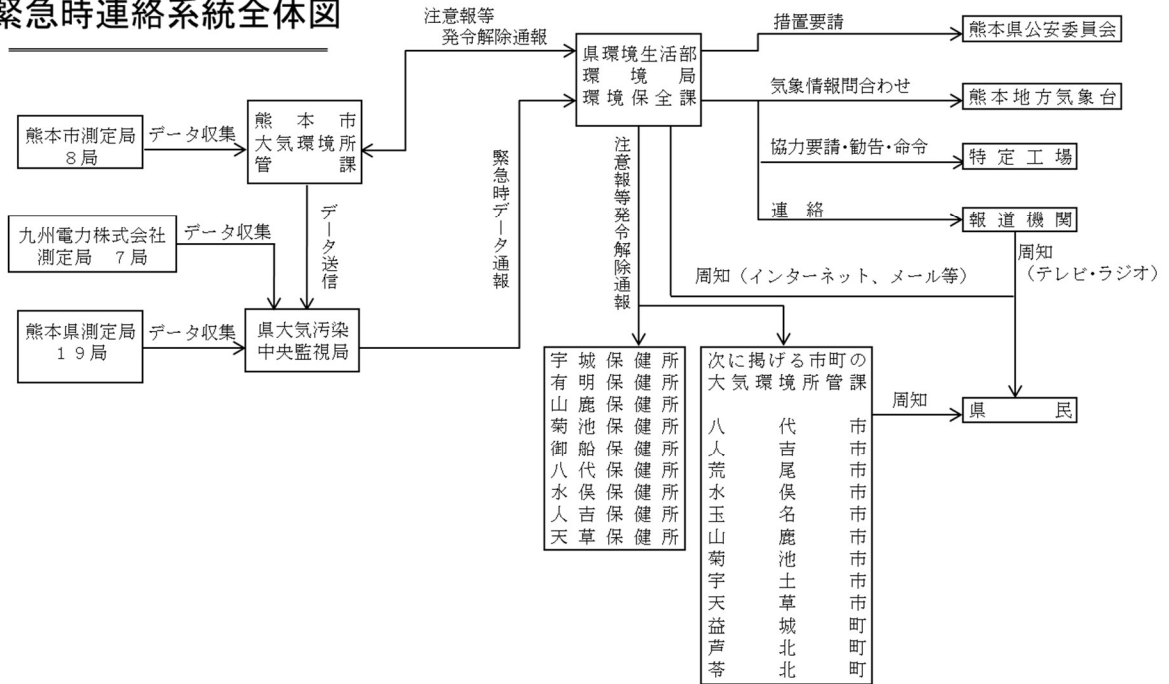 緊急時連絡系統全体図
注意報等
発令解除通報
県環境生活部
環境局
環境保全課
措置要請
熊本県公安委員会
気象情報問合わせ
熊本地方気象台
協力要請・勧告・命令
特定工場
連絡
報道機関
熊本市測定局
８局
データ収集
熊本市
大気環境所
管課
九州電力株式会社
測定局　７局
データ収集
データ送信
熊本県測定局
１９局
データ収集
県大気汚染
中央監視局
緊急時データ通報
注意報等発令解除通報
周知（インターネット、メール等）
周知
（テレビ・ラジオ）
宇城保健所
有明保健所
山鹿保健所
菊池保健所
御船保健所
八代保健所
水俣保健所
人吉保健所
天草保健所
次に掲げる市町の
大気環境所管課
八代市
人吉市
荒尾市
水俣市
玉名市
山鹿市
菊池市
宇土市
天草市
益城町
芦北町
苓北町
周知
県民